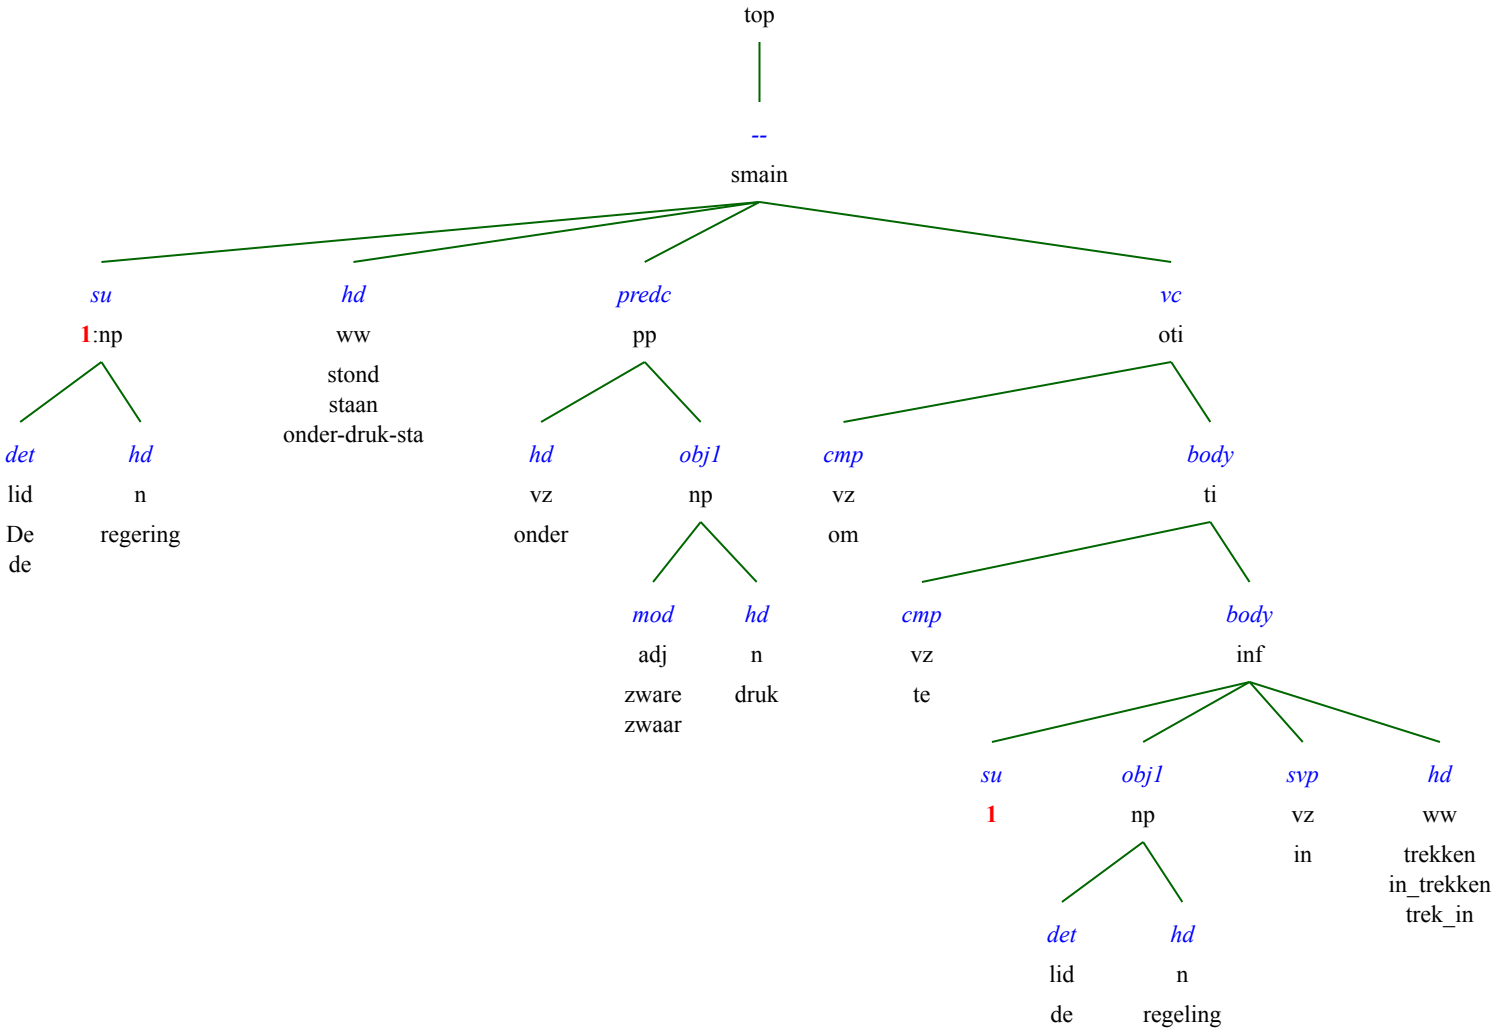 top
--
smain
su hd predc vc
1:np ww pp oti
stond
staan
onder-druk-sta
det hd hd obj1 cmp body
lid n vz np vz ti
De regering onder om
de
mod hd cmp body
adj n vz inf
zware druk te
zwaar
su obj1 svp hd
1 np vz ww
in trekken
in_trekken
trek_in
det hd
lid n
de regeling